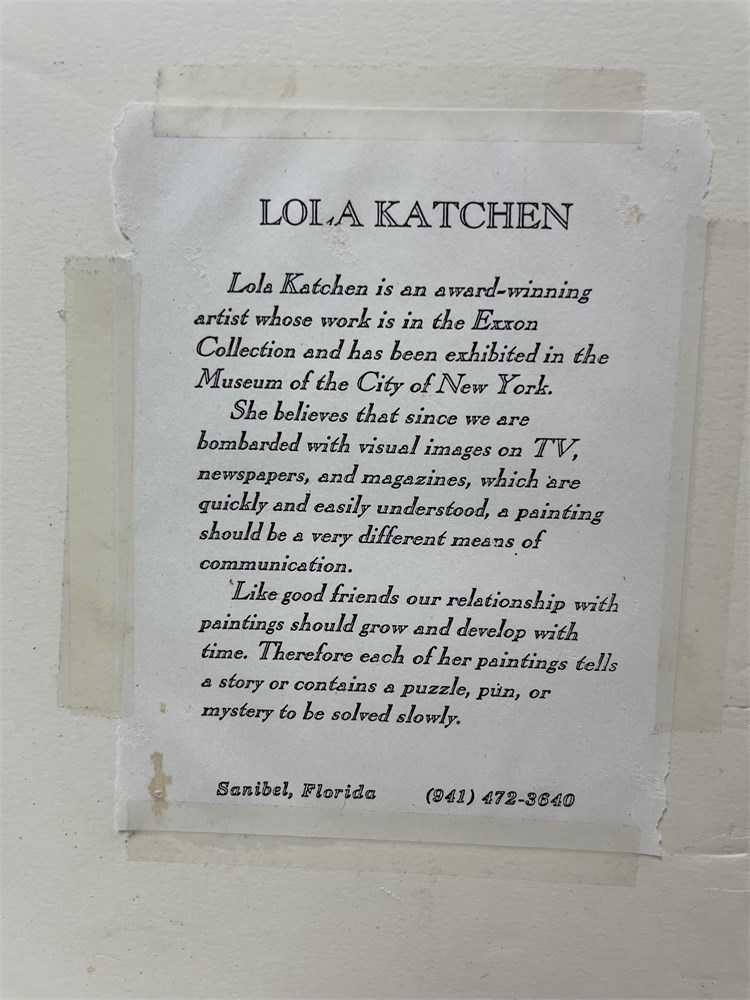 LOLA KATCHEN
Lola Katchen is an award-winning
artist whose work is in the Exxon
Collection and has been exhibited in the
Museum of the City of New York.
She believes that since we are
bombarded with visual images on TV,
newspapers, and magazines, which are
quickly and easily understood, a painting
should be a very different means of
communication.
Like good friends our relationship with
paintings should grow and develop with
time. Therefore each of her paintings tells
a story or contains a puzzle, pun, or
mystery to be solved slowly.
Sanibel, Florida (941) 472-3640